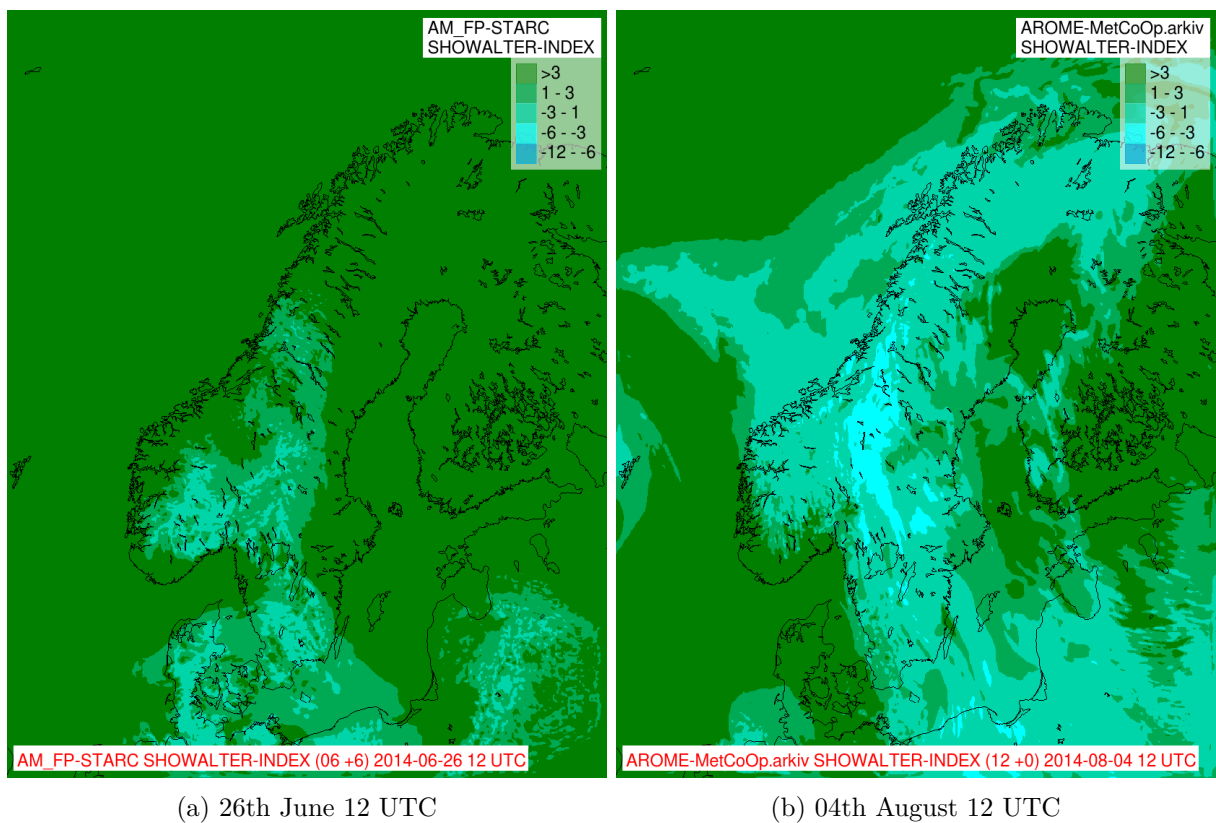 AM_FP-STARC
SHOWALTER-INDEX
>3
1 - 3
-3 - 1
-6 - -3
-12 - -6
AM_FP-STARC SHOWALTER-INDEX (06 +6) 2014-06-26 12 UTC
(a) 26th June 12 UTC
AROME-MetCoOp.arkiv
SHOWALTER-INDEX
>3
1 - 3
-3 - 1
-6 - -3
-12 - -6
AROME-MetCoOp.arkiv SHOWALTER-INDEX (12 +0) 2014-08-04 12 UTC
(b) 04th August 12 UTC